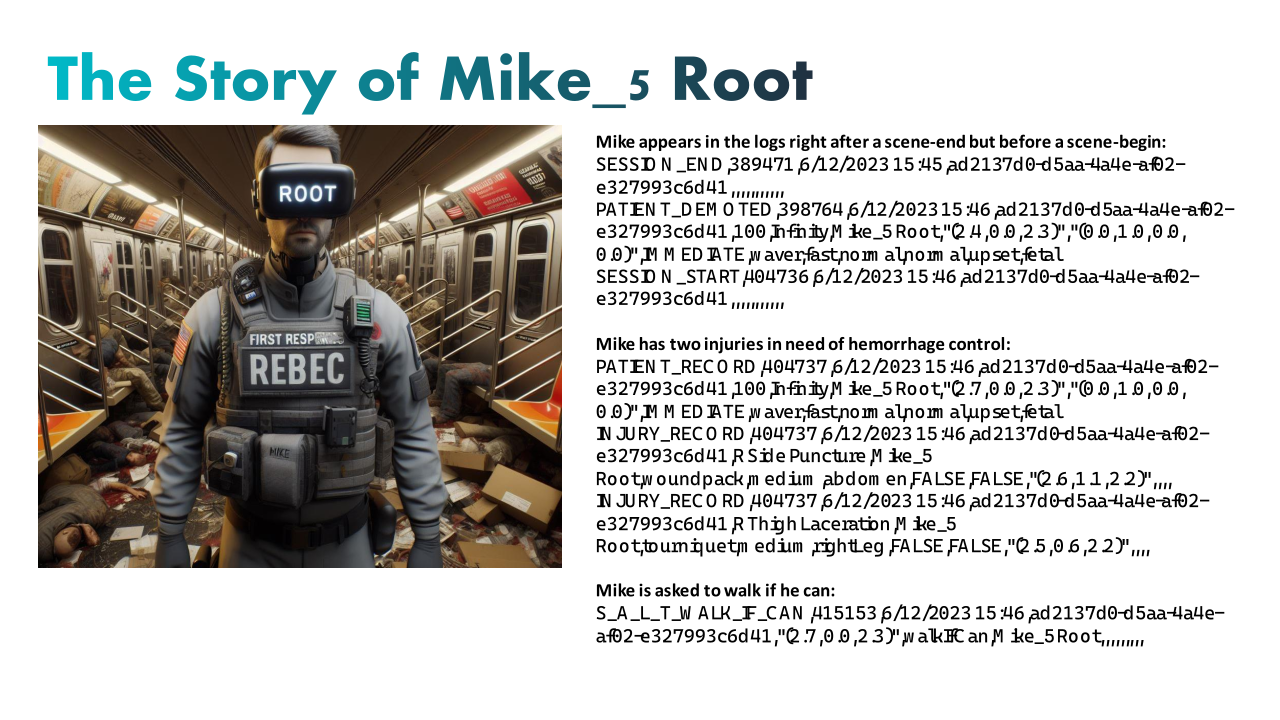 The Story of Mike_5 Root
ROOT
FIRST RESP
REBEC
MIKE
Mike appears in the logs right after a scene-end but before a scene-begin:
SESSION_END,389471,6/12/2023 15:45,ad2137d0-d5aa-4a4e-af02-
e327993c6d41,,,,,,,,,,,
PATIENT_DEMOTED,398764,6/12/2023 15:46,ad2137d0-d5aa-4a4e-af02-
e327993c6d41,100,Infinity,Mike_5 Root,"(2.4,0.0,2.3)","(0.0,1.0,0.0,
0.0)",IMMEDIATE,waver,fast,normal,normal,upset,fetal
SESSION_START,404736,6/12/2023 15:46,ad2137d0-d5aa-4a4e-af02-
e327993c6d41,,,,,,,,,,,
Mike has two injuries in need of hemorrhage control:
PATIENT_RECORD,404737,6/12/2023 15:46,ad2137d0-d5aa-4a4e-af02-
e327993c6d41,100,Infinity,Mike_5 Root,"(2.7,0.0,2.3)","(0.0,1.0,0.0,
0.0)",IMMEDIATE,waver,fast,normal,normal,upset,fetal
INJURY_RECORD,404737,6/12/2023 15:46,ad2137d0-d5aa-4a4e-af02-
e327993c6d41,R Side Puncture,Mike_5
Root,woundpack,medium,abdomen,FALSE,FALSE,"(2.6,1.1,2.2)",,,,
INJURY_RECORD,404737,6/12/2023 15:46,ad2137d0-d5aa-4a4e-af02-
e327993c6d41,R Thigh Laceration,Mike_5
Root,tourniquet,medium,rightLeg,FALSE,FALSE,"(2.5,0.6,2.2)",,,,
Mike is asked to walk if he can:
S_A_L_T_WALK_IF_CAN,415153,6/12/2023 15:46,ad2137d0-d5aa-4a4e-
af02-e327993c6d41,"(2.7,0.0,2.3)",walkIfCan,Mike_5 Root,,,,,,,,,